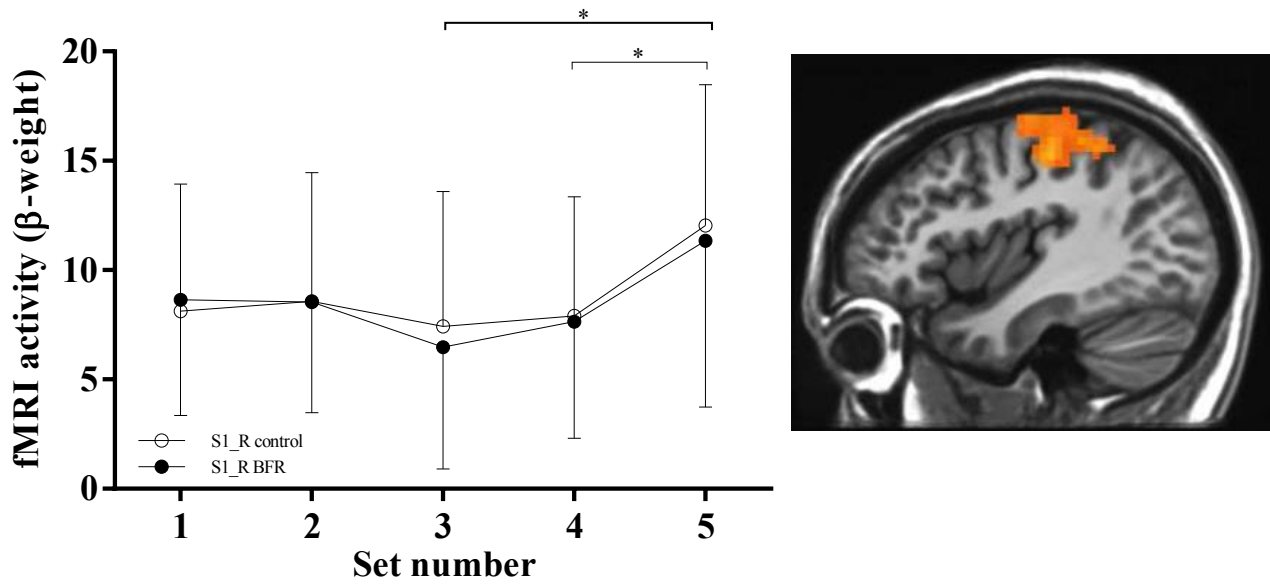 *
*
20
15
10
5
0
fMRI activity (β-weight)
S1_R control
S1_R BFR
1 2 3 4 5
Set number